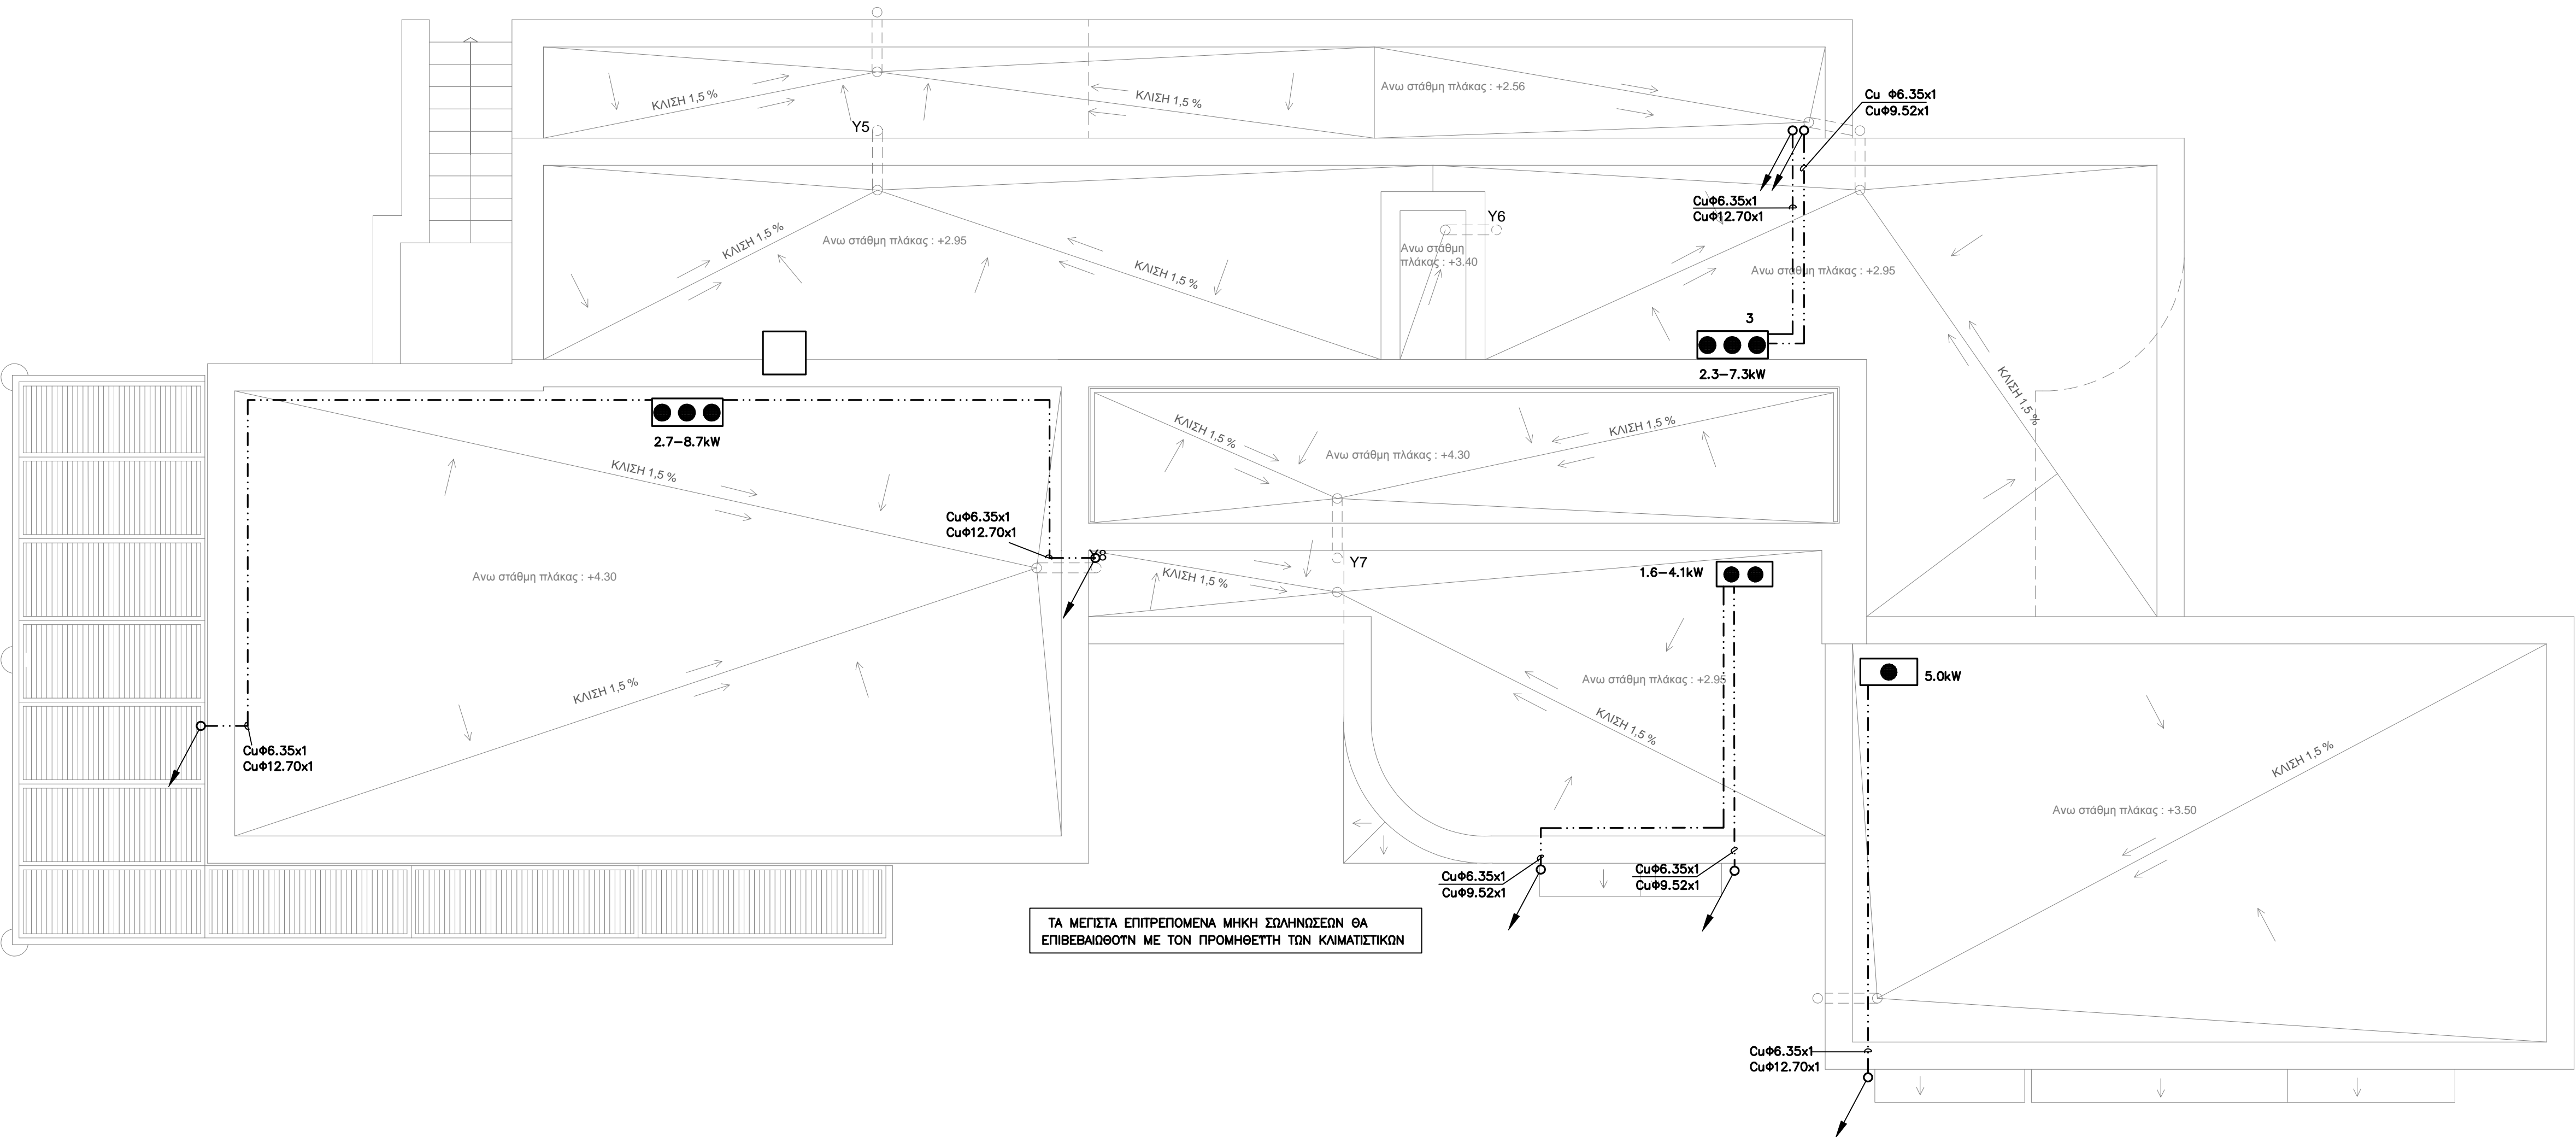 Ανω στάθμη πλάκας : +2.56
Cu Φ6.35x1
CuΦ9.52x1
ΚΛΙΣΗ 1,5 %
ΚΛΙΣΗ 1,5 %
Y5
CuΦ6.35x1
CuΦ12.70x1
Y6
ΚΛΙΣΗ 1,5 %
Ανω στάθμη πλάκας : +2.95
Ανω στάθμη
πλάκας : +3.40
ΚΛΙΣΗ 1,5 %
Ανω στάθμη πλάκας : +2.95
3
2.3-7.3kW
ΚΛΙΣΗ 1,5 %
2.7-8.7kW
ΚΛΙΣΗ 1,5 %
ΚΛΙΣΗ 1,5 %
Ανω στάθμη πλάκας : +4.30
ΚΛΙΣΗ 1,5 %
CuΦ6.35x1
CuΦ12.70x1
Y8
Y7
Ανω στάθμη πλάκας : +4.30
ΚΛΙΣΗ 1,5 %
1.6-4.1kW
ΚΛΙΣΗ 1,5 %
Ανω στάθμη πλάκας : +2.95
5.0kW
ΚΛΙΣΗ 1,5 %
CuΦ6.35x1
CuΦ12.70x1
ΚΛΙΣΗ 1,5 %
Ανω στάθμη πλάκας : +3.50
CuΦ6.35x1
CuΦ9.52x1
CuΦ6.35x1
CuΦ9.52x1
ΤΑ ΜΕΓΙΣΤΑ ΕΠΙΤΡΕΠΟΜΕΝΑ ΜΗΚΗ ΣΩΛΗΝΩΣΕΩΝ ΘΑ
ΕΠΙΒΕΒΑΙΩΘΟΥΝ ΜΕ ΤΟΝ ΠΡΟΜΗΘΕΥΤΗ ΤΩΝ ΚΛΙΜΑΤΙΣΤΙΚΩΝ
CuΦ6.35x1
CuΦ12.70x1